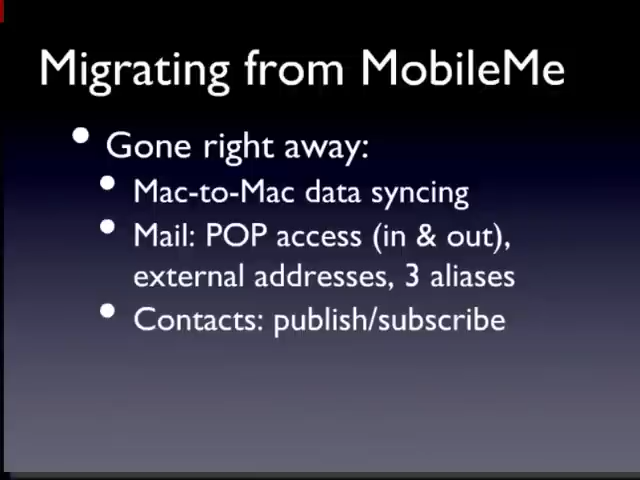 Migrating from MobileMe
• Gone right away:
• Mac-to-Mac data syncing
• Mail: POP access (in & out),
external addresses, 3 aliases
• Contacts: publish/subscribe